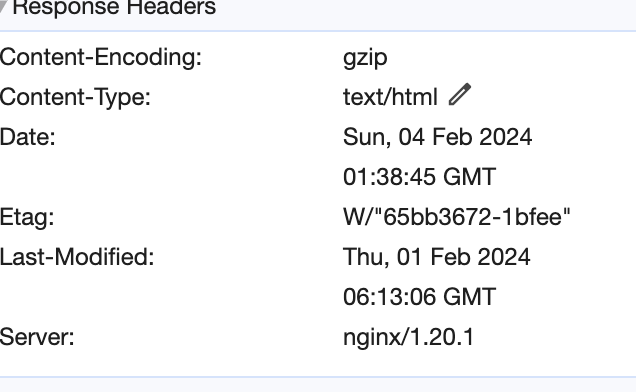 Response Headers
Content-Encoding: gzip
Content-Type: text/html
Date: Sun, 04 Feb 2024
01:38:45 GMT
Etag: W/"65bb3672-1bfee"
Last-Modified: Thu, 01 Feb 2024
06:13:06 GMT
Server: nginx/1.20.1